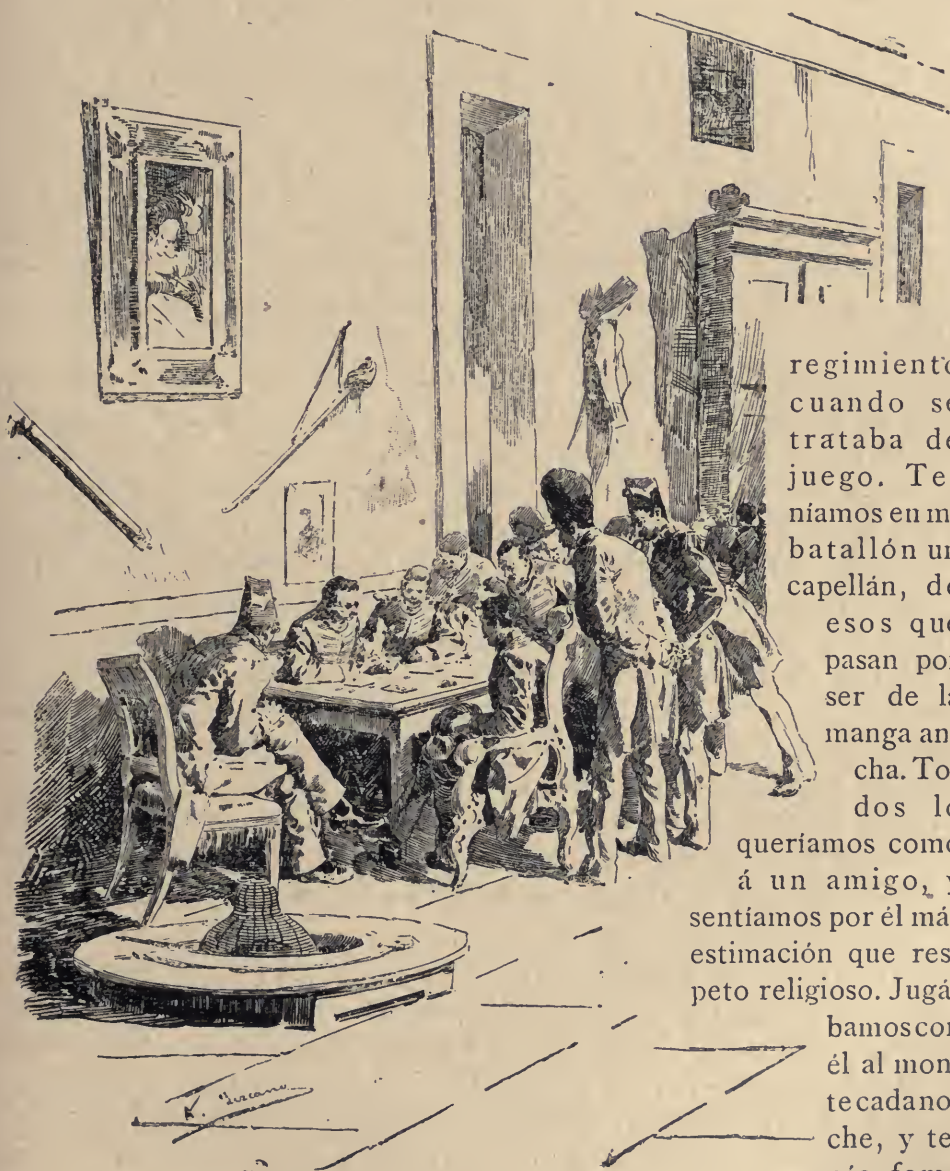 regimiento
cuando se
trataba de
juego. Te
níamos en m
batallón un
capellán, de
esos que
pasan por
ser de la
manga an
cha. To
dos l
queríamos como
á un amigo, y
sentíamos por él má
estimación que res
peto religioso. Jugá
bamos con
él al mon
te cada no
che, y te